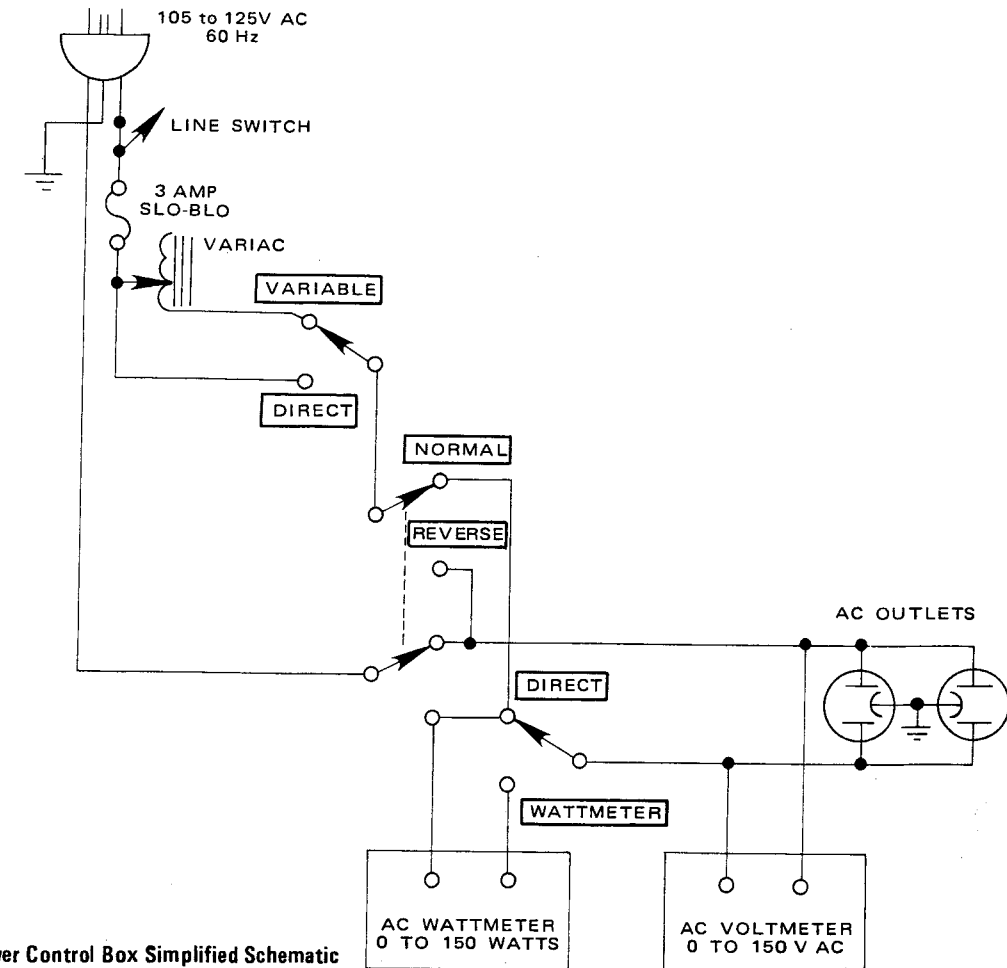 105 to 125V AC
60 Hz
LINE SWITCH
3 AMP
SLO-BLO
VARIAC
VARIABLE
DIRECT
NORMAL
REVERSE
AC OUTLETS
DIRECT
WATTMETER
AC WATTMETER
0 TO 150 WATTS
AC VOLTMETER
0 TO 150 V AC
er Control Box Simplified Schematic